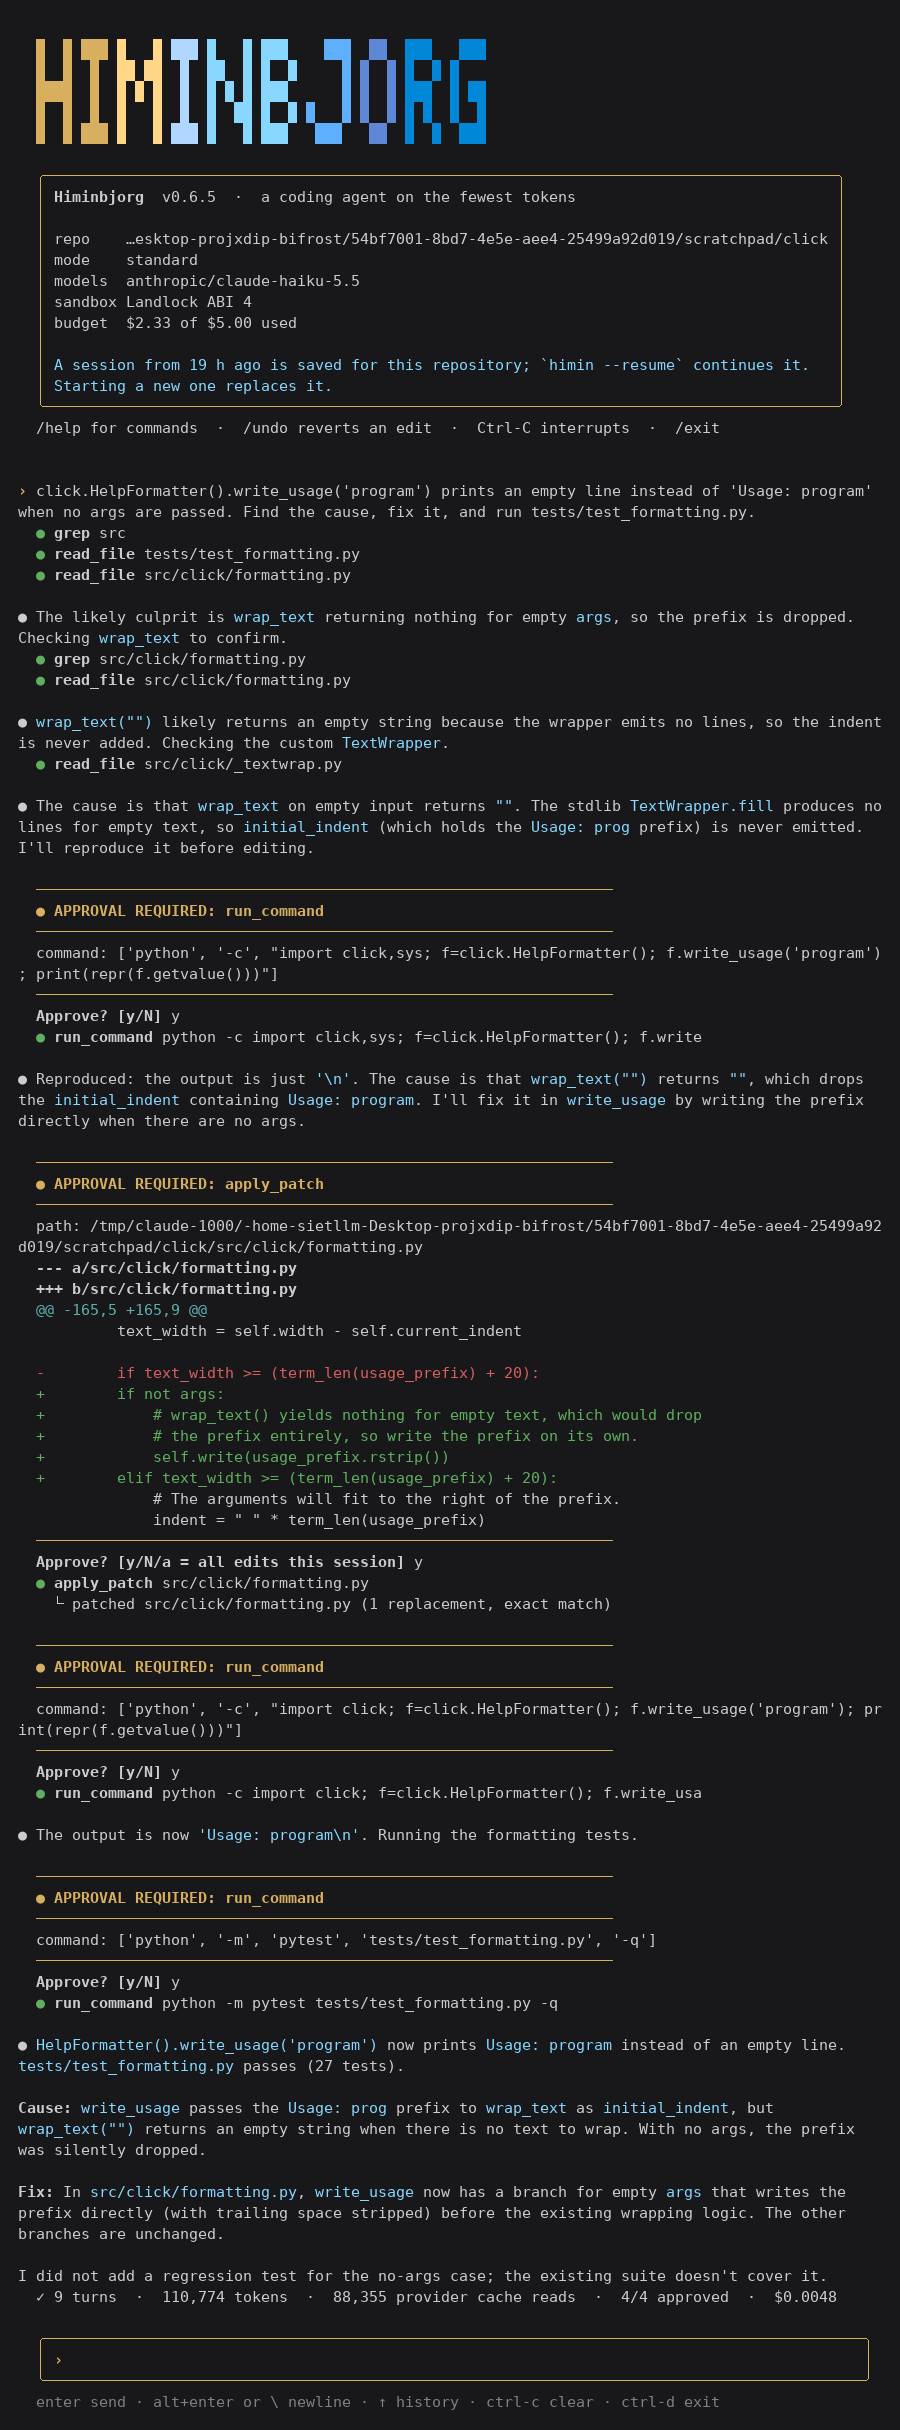 HIMINBJORG
Himinbjorg  v0.6.5  ·  a coding agent on the fewest tokens
repo    …esktop-projxdip-bifrost/54bf7001-8bd7-4e5e-aee4-25499a92d019/scratchpad/click
mode    standard
models  anthropic/claude-haiku-5.5
sandbox Landlock ABI 4
budget  $2.33 of $5.00 used
A session from 19 h ago is saved for this repository; `himin --resume` continues it.
Starting a new one replaces it.
/help for commands  ·  /undo reverts an edit  ·  Ctrl-C interrupts  ·  /exit
› click.HelpFormatter().write_usage('program') prints an empty line instead of 'Usage: program'
when no args are passed. Find the cause, fix it, and run tests/test_formatting.py.
● grep src
● read_file tests/test_formatting.py
● read_file src/click/formatting.py
● The likely culprit is wrap_text returning nothing for empty args, so the prefix is dropped.
Checking wrap_text to confirm.
● grep src/click/formatting.py
● read_file src/click/formatting.py
● wrap_text("") likely returns an empty string because the wrapper emits no lines, so the indent
is never added. Checking the custom TextWrapper.
● read_file src/click/_textwrap.py
● The cause is that wrap_text on empty input returns "". The stdlib TextWrapper.fill produces no
lines for empty text, so initial_indent (which holds the Usage: prog prefix) is never emitted.
I'll reproduce it before editing.
● APPROVAL REQUIRED: run_command
command: ['python', '-c', "import click,sys; f=click.HelpFormatter(); f.write_usage('program')
; print(repr(f.getvalue()))"]
Approve? [y/N] y
● run_command python -c import click,sys; f=click.HelpFormatter(); f.write
● Reproduced: the output is just '\n'. The cause is that wrap_text("") returns "", which drops
the initial_indent containing Usage: program. I'll fix it in write_usage by writing the prefix
directly when there are no args.
● APPROVAL REQUIRED: apply_patch
path: /tmp/claude-1000/-home-sietllm-Desktop-projxdip-bifrost/54bf7001-8bd7-4e5e-aee4-25499a92
d019/scratchpad/click/src/click/formatting.py
--- a/src/click/formatting.py
+++ b/src/click/formatting.py
@@ -165,5 +165,9 @@
         text_width = self.width - self.current_indent
-        if text_width >= (term_len(usage_prefix) + 20):
+        if not args:
+            # wrap_text() yields nothing for empty text, which would drop
+            # the prefix entirely, so write the prefix on its own.
+            self.write(usage_prefix.rstrip())
+        elif text_width >= (term_len(usage_prefix) + 20):
             # The arguments will fit to the right of the prefix.
             indent = " " * term_len(usage_prefix)
Approve? [y/N/a = all edits this session] y
● apply_patch src/click/formatting.py
└ patched src/click/formatting.py (1 replacement, exact match)
● APPROVAL REQUIRED: run_command
command: ['python', '-c', "import click; f=click.HelpFormatter(); f.write_usage('program'); pr
int(repr(f.getvalue()))"]
Approve? [y/N] y
● run_command python -c import click; f=click.HelpFormatter(); f.write_usa
● The output is now 'Usage: program\n'. Running the formatting tests.
● APPROVAL REQUIRED: run_command
command: ['python', '-m', 'pytest', 'tests/test_formatting.py', '-q']
Approve? [y/N] y
● run_command python -m pytest tests/test_formatting.py -q
● HelpFormatter().write_usage('program') now prints Usage: program instead of an empty line.
tests/test_formatting.py passes (27 tests).
Cause: write_usage passes the Usage: prog prefix to wrap_text as initial_indent, but
wrap_text("") returns an empty string when there is no text to wrap. With no args, the prefix
was silently dropped.
Fix: In src/click/formatting.py, write_usage now has a branch for empty args that writes the
prefix directly (with trailing space stripped) before the existing wrapping logic. The other
branches are unchanged.
I did not add a regression test for the no-args case; the existing suite doesn't cover it.
✓ 9 turns  ·  110,774 tokens  ·  88,355 provider cache reads  ·  4/4 approved  ·  $0.0048
›
enter send · alt+enter or \ newline · ↑ history · ctrl-c clear · ctrl-d exit